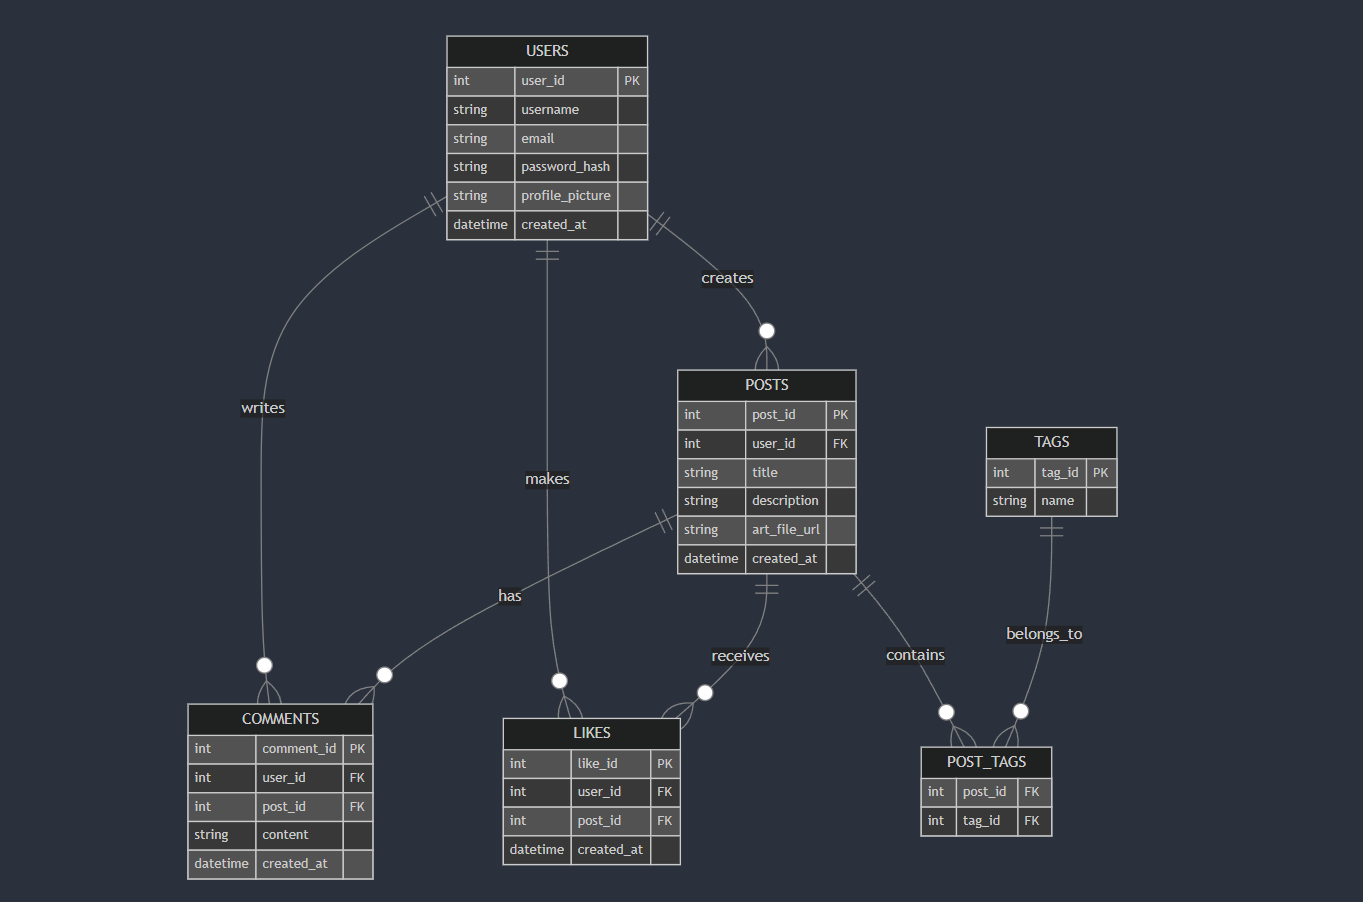 USERS
int user_id PK
string username
string email
string password_hash
string profile_picture
datetime created_at
creates
POSTS
int post_id PK
int user_id FK
string title
string description
string art_file_url
datetime created_at
writes
TAGS
int tag_id PK
string name
makes
has
belongs_to
contains
receives
COMMENTS
int comment_id PK
int user_id FK
int post_id FK
string content
datetime created_at
LIKES
int like_id PK
int user_id FK
int post_id FK
datetime created_at
POST_TAGS
int post_id FK
int tag_id FK